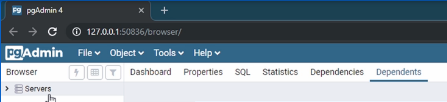 pgAdmin 4
127.0.0.1:50836/browser/
pgAdmin File Object Tools Help
Browser Dashboard Properties SQL Statistics Dependencies Dependents
Servers